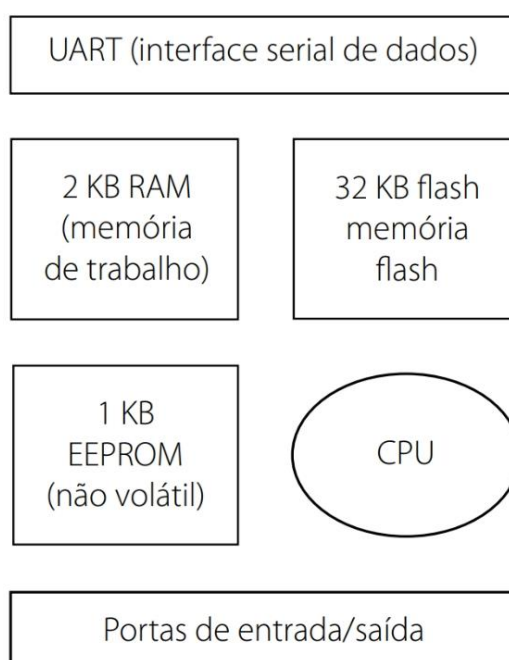 UART (interface serial de dados)
2 KB RAM
(memória
de trabalho)
32 KB flash
memória
flash
1 KB
EEPROM
(não volátil)
CPU
Portas de entrada/saída